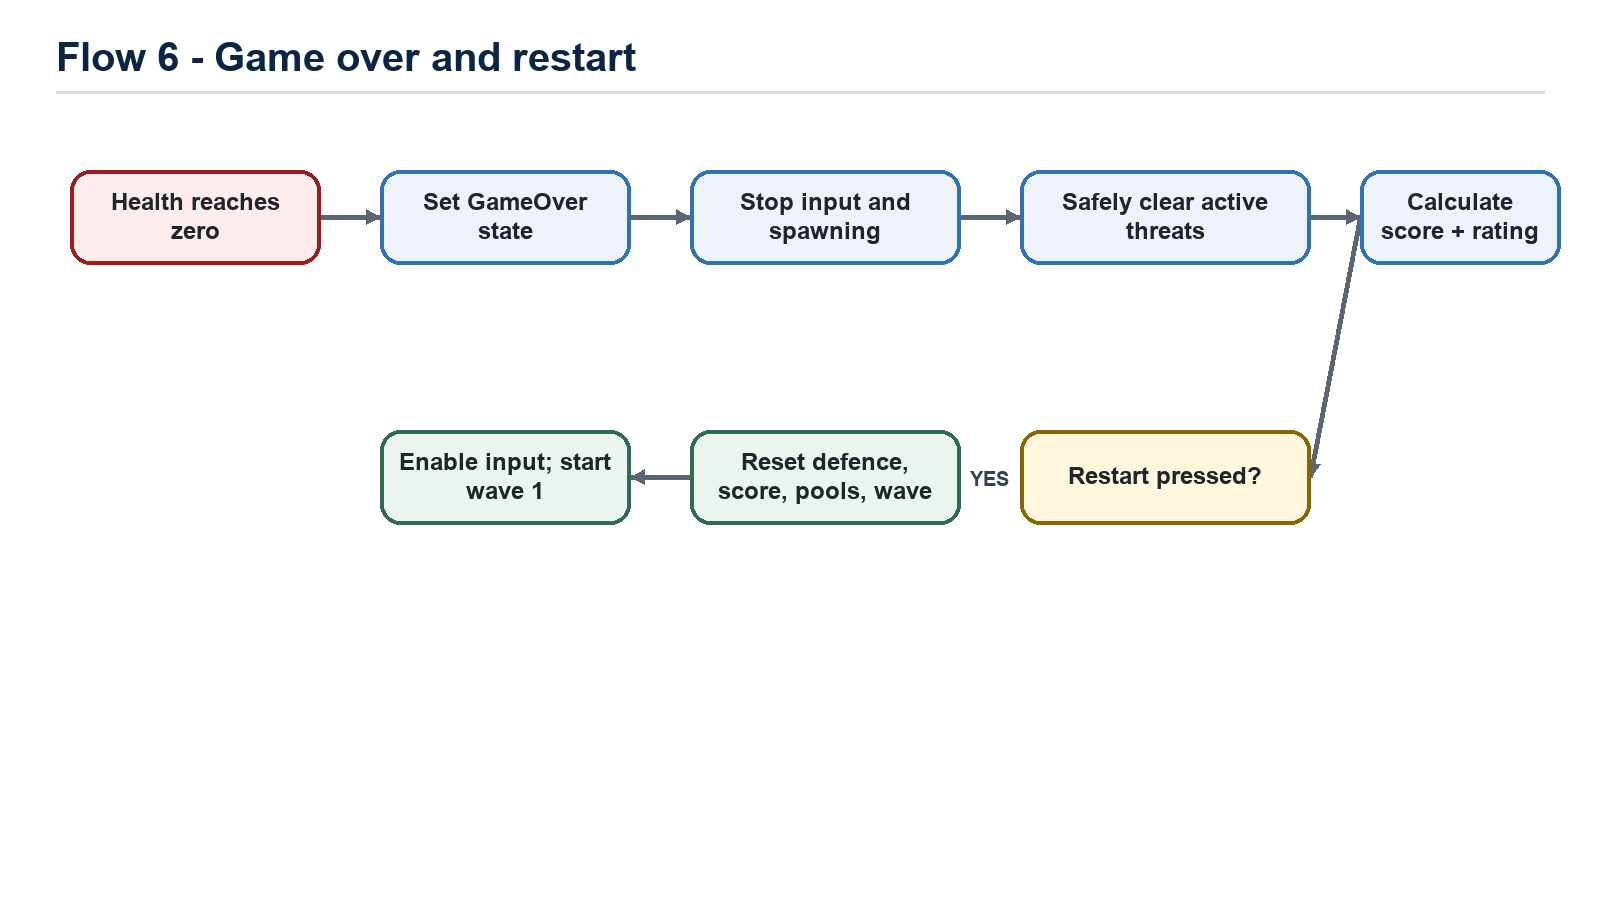 Flow 6 - Game over and restart
Health reaches
zero
Set GameOver
state
Stop input and
spawning
Safely clear active
threats
Calculate
score + rating
Enable input; start
wave 1
Reset defence,
score, pools, wave
YES
Restart pressed?